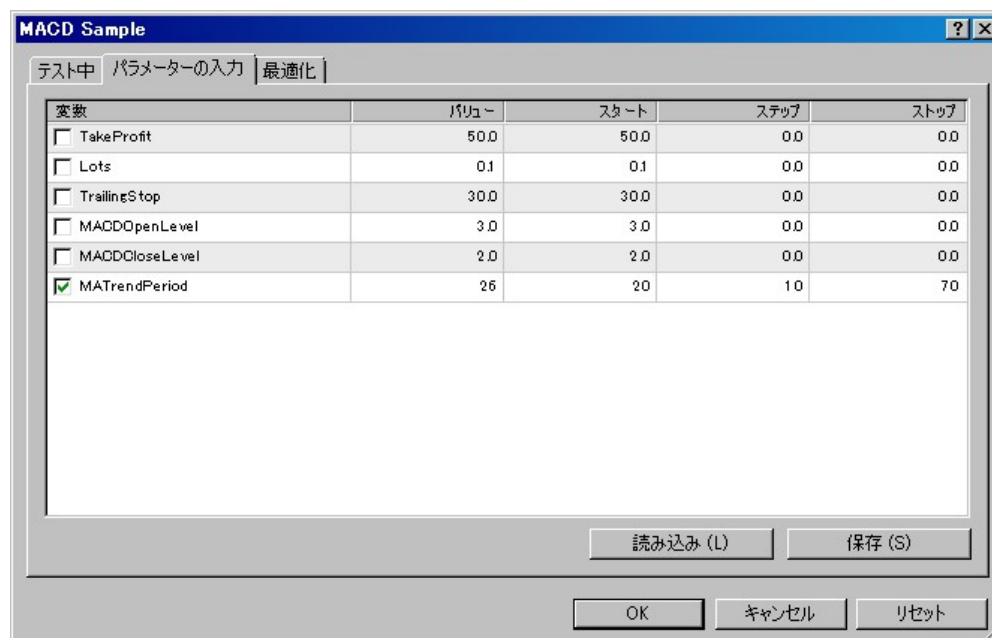 MACD Sample
テスト中 パラメーターの入力 最適化
変数 バリュー スタート ステップ ストップ
TakeProfit 50.0 50.0 0.0 0.0
Lots 0.1 0.1 0.0 0.0
TrailingStop 30.0 30.0 0.0 0.0
MACDOpenLevel 3.0 3.0 0.0 0.0
MACDCloseLevel 2.0 2.0 0.0 0.0
MATrendPeriod 26 20 10 70
読み込み (L) 保存 (S)
OK キャンセル リセット